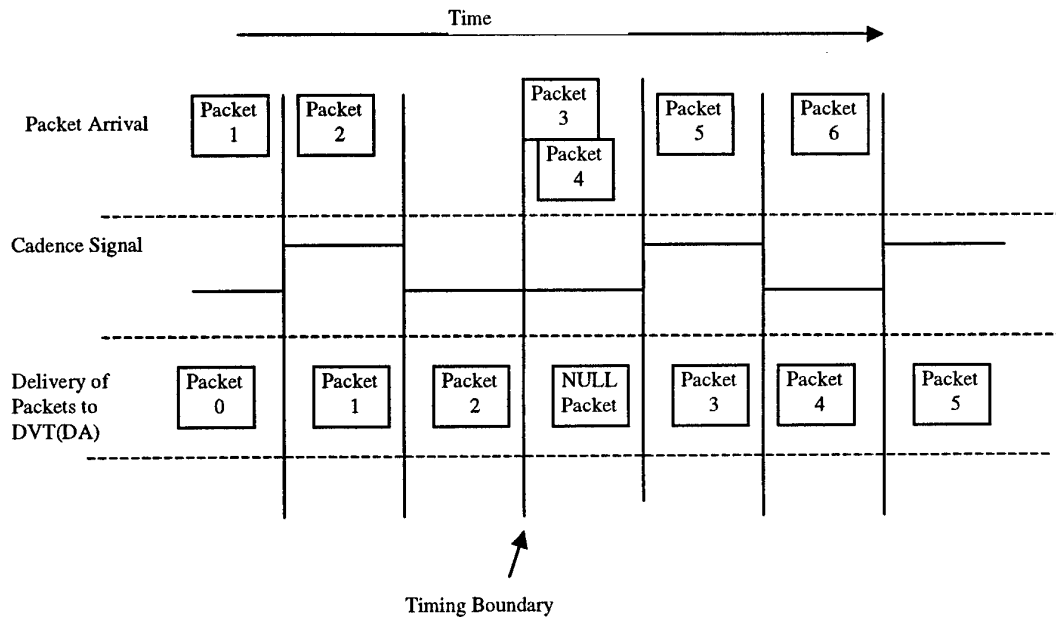 Time
Packet Arrival
Packet
1
Packet
2
Packet
3
Packet
4
Packet
5
Packet
6
Cadence Signal
Delivery of
Packets to
DVT(DA)
Packet
0
Packet
1
Packet
2
NULL
Packet
Packet
3
Packet
4
Packet
5
Timing Boundary